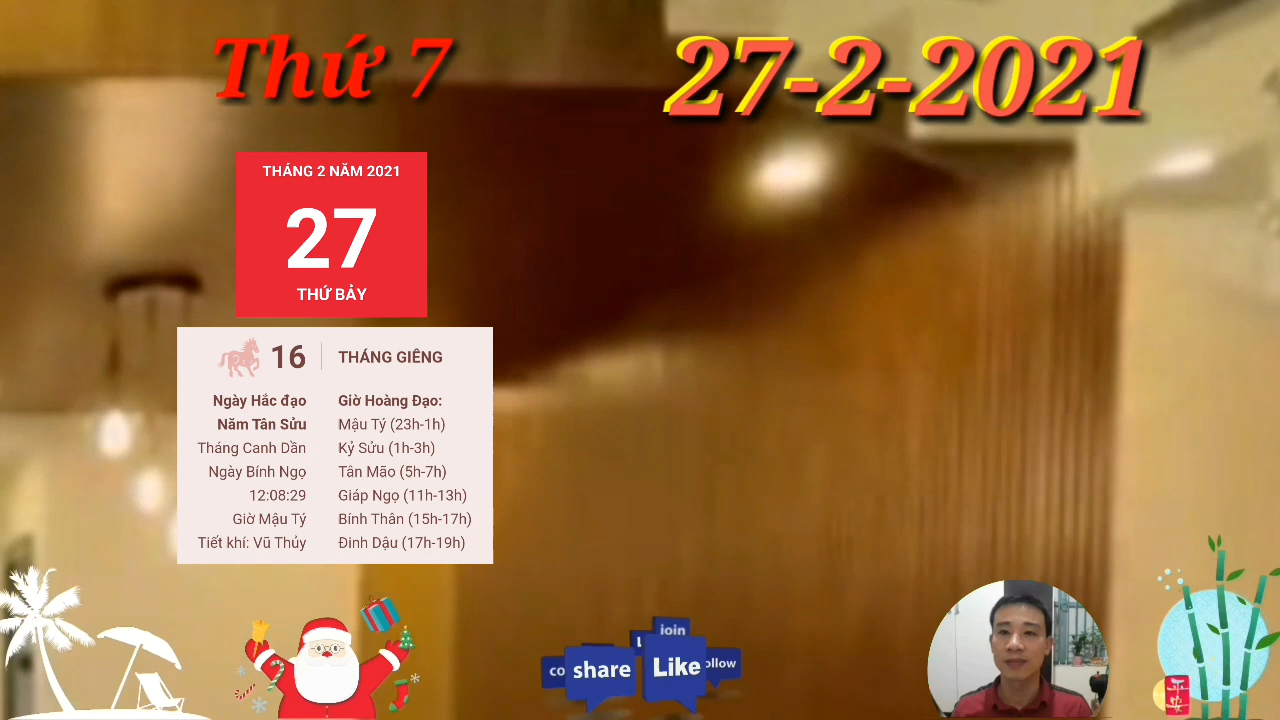 Thứ 7
27-2-2021
THÁNG 2 NĂM 2021
27
THỨ BẢY
16
THÁNG GIÊNG
Ngày Hắc đạo
Năm Tân Sửu
Tháng Canh Dần
Ngày Bính Ngọ
12:08:29
Giờ Mậu Tý
Tiết khí: Vũ Thủy
Giờ Hoàng Đạo:
Mậu Tý (23h-1h)
Kỷ Sửu (1h-3h)
Tân Mão (5h-7h)
Giáp Ngọ (11h-13h)
Bính Thân (15h-17h)
Đinh Dậu (17h-19h)
join
L
co
share
Like
ollow
平安